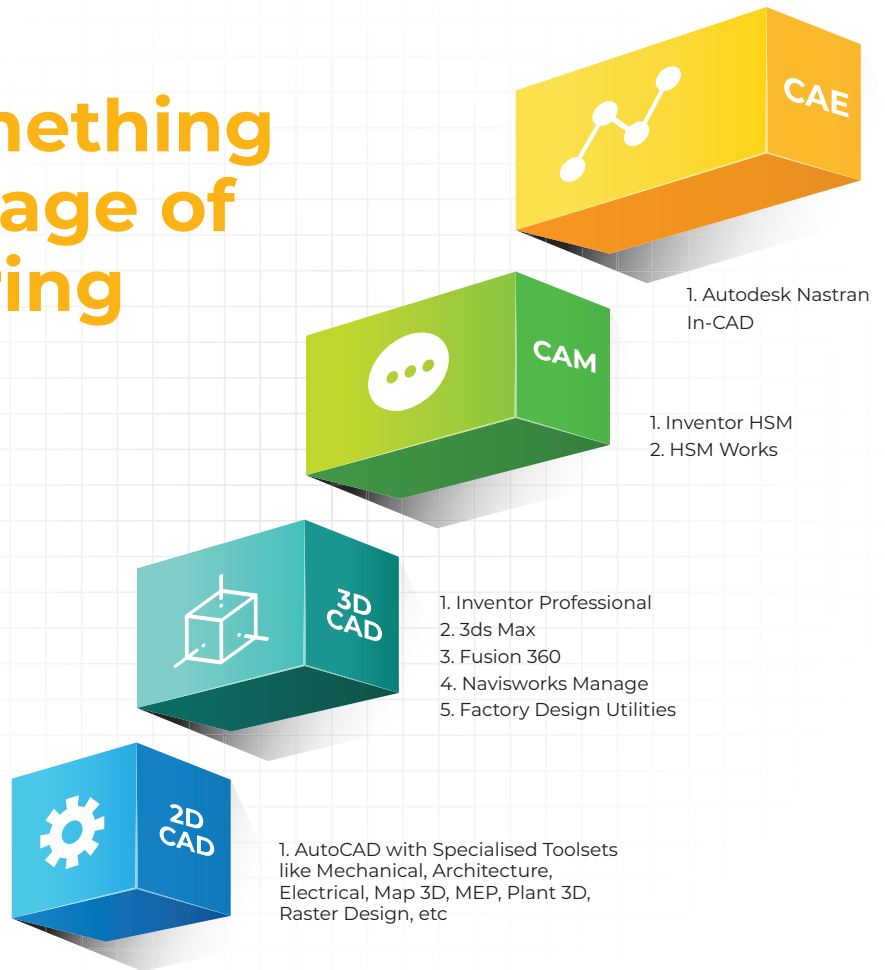 mething
age of
ring
CAE
1. Autodesk Nastran
In-CAD
CAM
1. Inventor HSM
2. HSM Works
3D
CAD
1. Inventor Professional
2. 3ds Max
3. Fusion 360
4. Navisworks Manage
5. Factory Design Utilities
2D
CAD
1. AutoCAD with Specialised Toolsets
like Mechanical, Architecture,
Electrical, Map 3D, MEP, Plant 3D,
Raster Design, etc